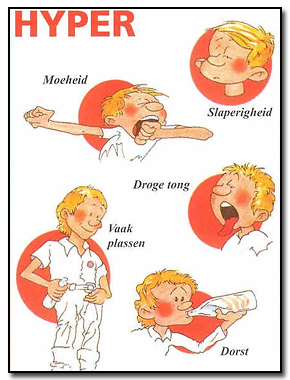 HYPER
Moeheid
Slaperigheid
Droge tong
Vaak
plassen
Dorst